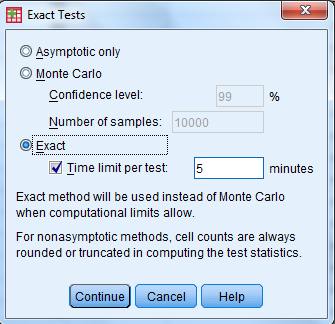 Exact Tests
Asymptotic only
Monte Carlo
Confidence level: 99 %
Number of samples: 10000
Exact
Time limit per test: 5 minutes
Exact method will be used instead of Monte Carlo
when computational limits allow.
For nonasymptotic methods, cell counts are always
rounded or truncated in computing the test statistics.
Continue Cancel Help